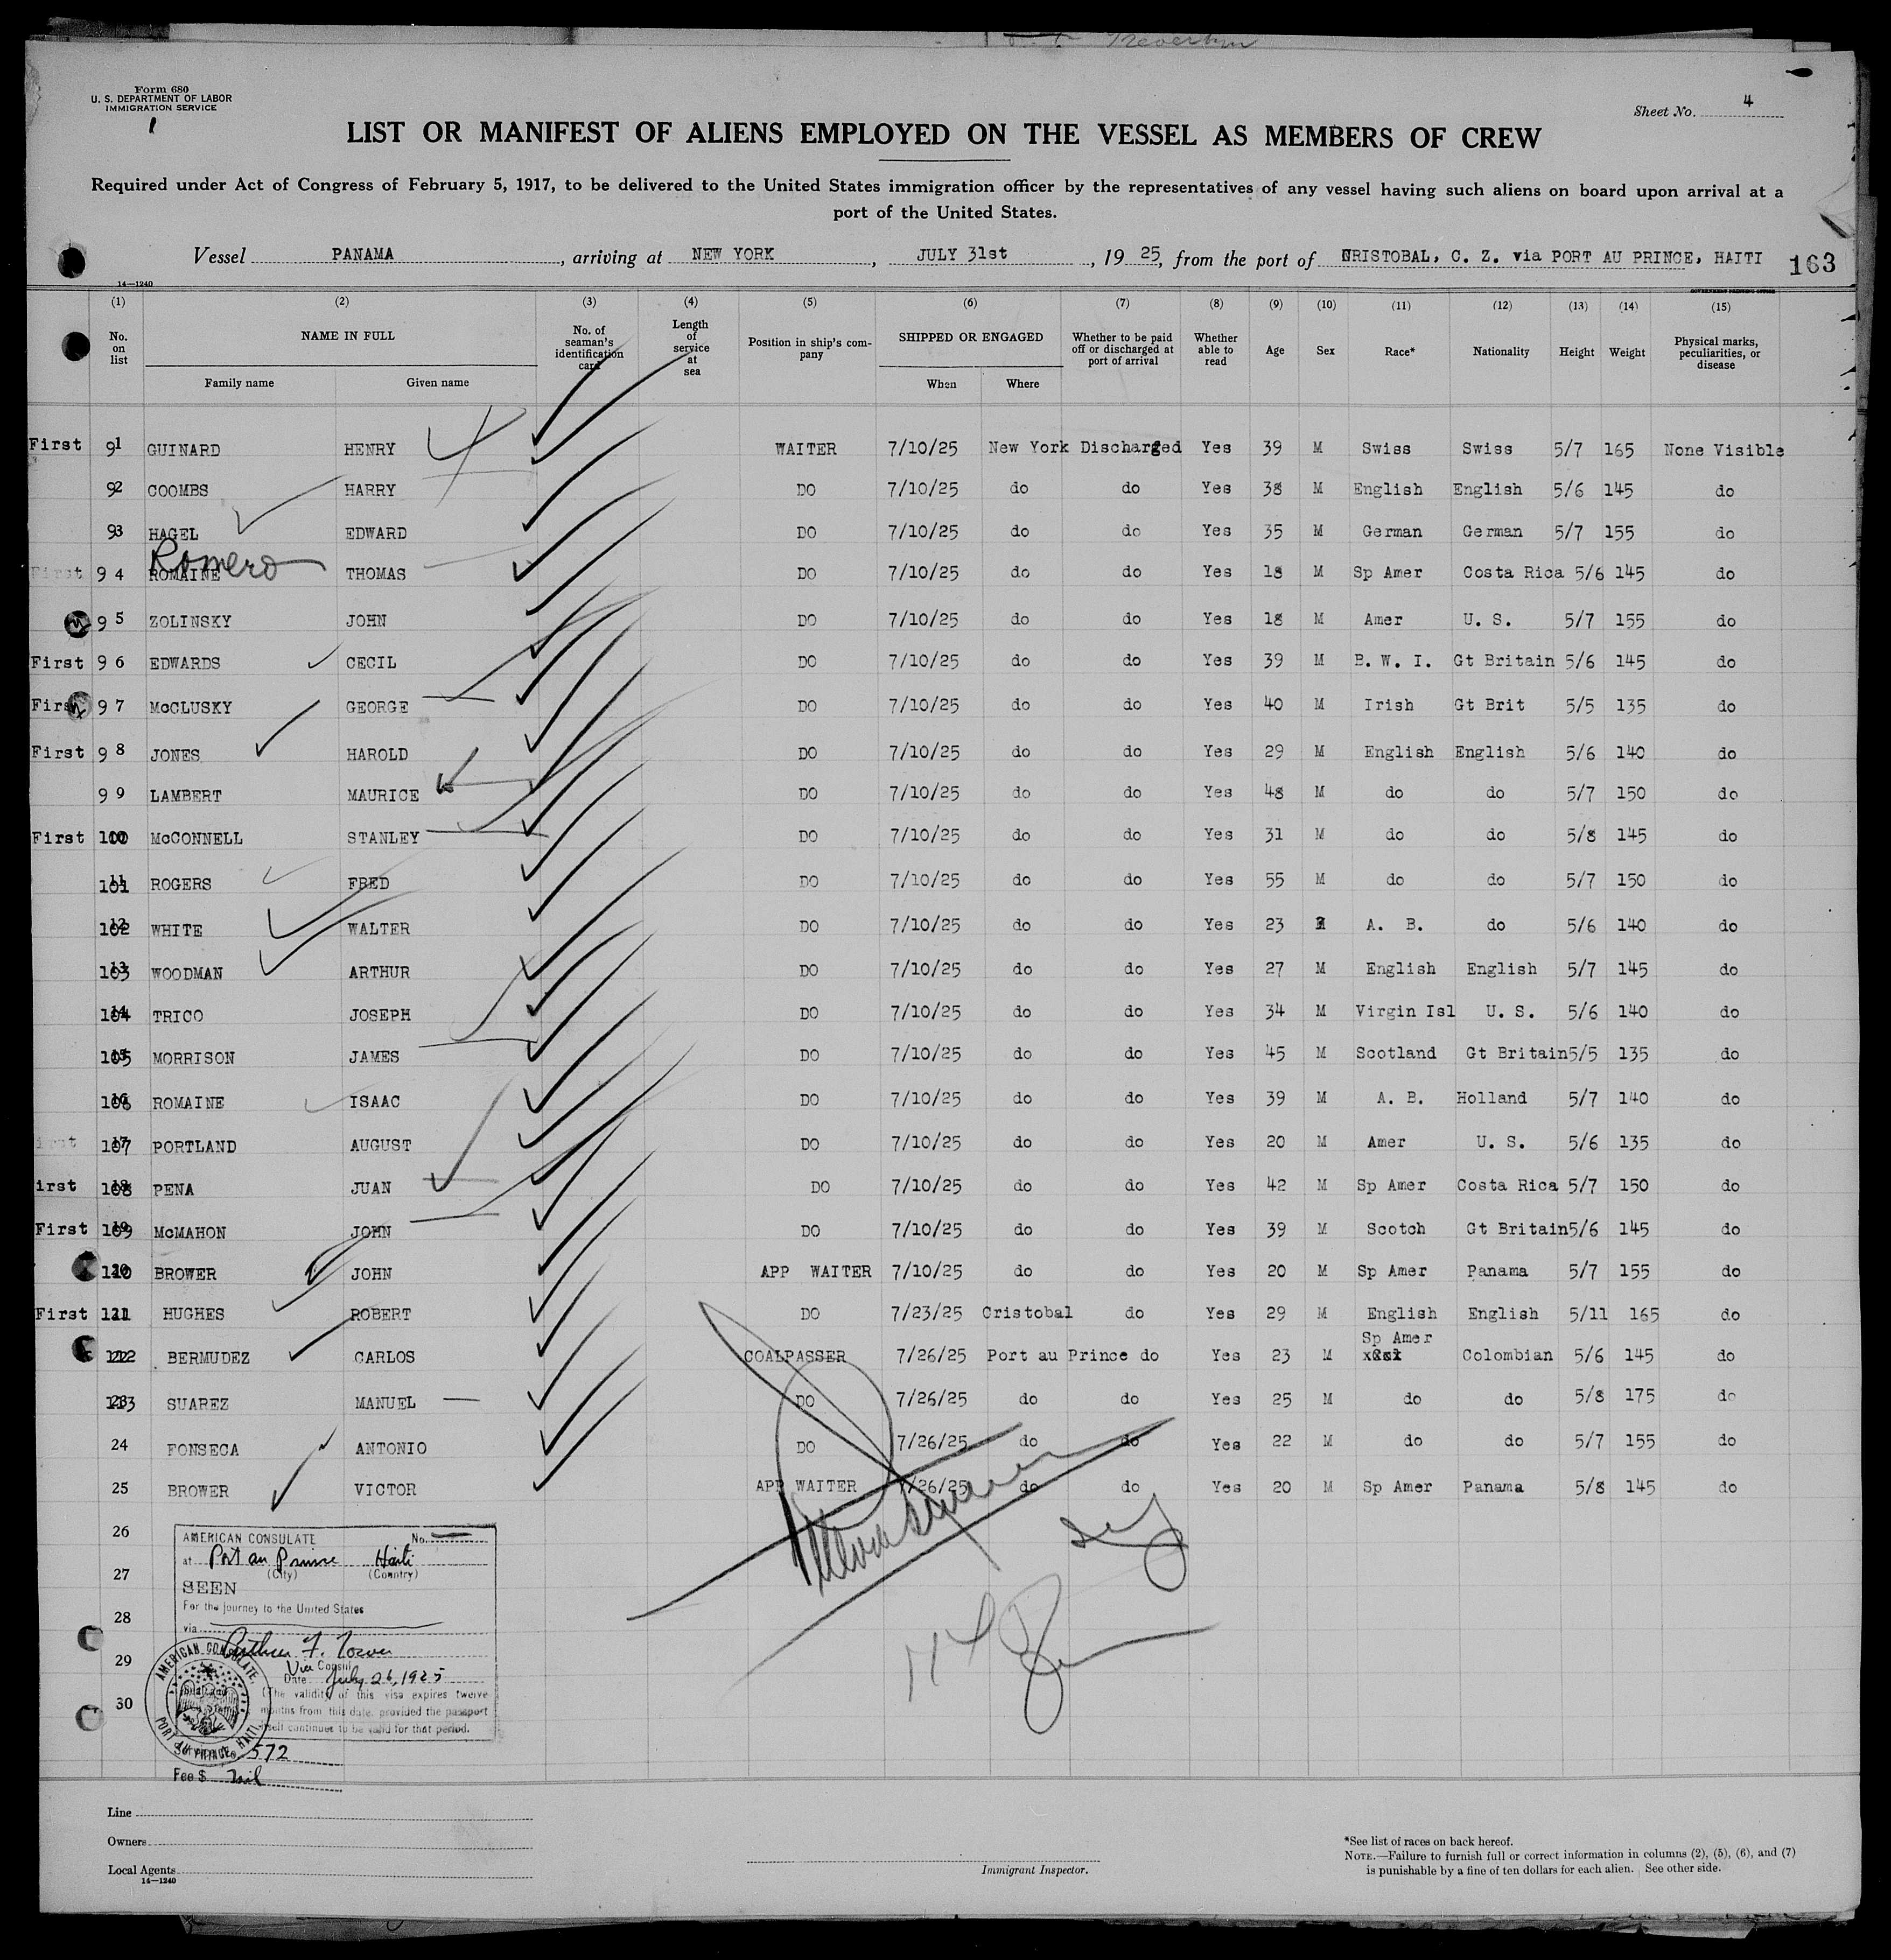 Form 680
U. S. DEPARTMENT OF LABOR
IMMIGRATION SERVICE
Sheet No. 4
LIST OR MANIFEST OF ALIENS EMPLOYED ON THE VESSEL AS MEMBERS OF CREW
Required under Act of Congress of February 5, 1917, to be delivered to the United States immigration officer by the representatives of any vessel having such aliens on board upon arrival at a
port of the United States.
Vessel PANAMA, arriving at NEW YORK, JULY 31st, 1925, from the port of CRISTOBAL, C. Z. via PORT AU PRINCE, HAITI 163
14—1240
(1) (2) (3) (4) (5) (6) (7) (8) (9) (10) (11) (12) (13) (14) (15)
No. on list NAME IN FULL No. of seaman's identification card Length of service at sea Position in ship's company SHIPPED OR ENGAGED Whether to be paid off or discharged at port of arrival Whether able to read Age Sex Race* Nationality Height Weight Physical marks, peculiarities, or disease
Family name Given name When Where
First 91 GUINARD HENRY WAITER 7/10/25 New York Discharged Yes 39 M Swiss Swiss 5/7 165 None Visible
92 COOMBS HARRY DO 7/10/25 do do Yes 38 M English English 5/6 145 do
93 HAGEL EDWARD DO 7/10/25 do do Yes 35 M German German 5/7 155 do
Romero
First 94 ROMAINE THOMAS DO 7/10/25 do do Yes 18 M Sp Amer Costa Rica 5/6 145 do
95 ZOLINSKY JOHN DO 7/10/25 do do Yes 18 M Amer U. S. 5/7 155 do
First 96 EDWARDS CECIL DO 7/10/25 do do Yes 39 M B. W. I. Gt Britain 5/6 145 do
First 97 McCLUSKY GEORGE DO 7/10/25 do do Yes 40 M Irish Gt Brit 5/5 135 do
First 98 JONES HAROLD DO 7/10/25 do do Yes 29 M English English 5/6 140 do
99 LAMBERT MAURICE DO 7/10/25 do do Yes 48 M do do 5/7 150 do
First 100 McCONNELL STANLEY DO 7/10/25 do do Yes 31 M do do 5/8 145 do
101 ROGERS FRED DO 7/10/25 do do Yes 55 M do do 5/7 150 do
102 WHITE WALTER DO 7/10/25 do do Yes 23 A. B. do 5/6 140 do
103 WOODMAN ARTHUR DO 7/10/25 do do Yes 27 M English English 5/7 145 do
104 TRICO JOSEPH DO 7/10/25 do do Yes 34 M Virgin Isl U. S. 5/6 140 do
105 MORRISON JAMES DO 7/10/25 do do Yes 45 M Scotland Gt Britain 5/5 135 do
106 ROMAINE ISAAC DO 7/10/25 do do Yes 39 M A. B. Holland 5/7 140 do
107 PORTLAND AUGUST DO 7/10/25 do do Yes 20 M Amer U. S. 5/6 135 do
irst 108 PENA JUAN DO 7/10/25 do do Yes 42 M Sp Amer Costa Rica 5/7 150 do
First 109 McMAHON JOHN DO 7/10/25 do do Yes 39 M Scotch Gt Britain 5/6 145 do
110 BROWER JOHN APP WAITER 7/10/25 do do Yes 20 M Sp Amer Panama 5/7 155 do
First 111 HUGHES ROBERT DO 7/23/25 Cristobal do Yes 29 M English English 5/11 165 do
112 BERMUDEZ CARLOS COALPASSER 7/26/25 Port au Prince do Yes 23 M Sp Amer Colombian 5/6 145 do
113 SUAREZ MANUEL DO 7/26/25 do do Yes 25 M do do 5/8 175 do
24 FONSECA ANTONIO DO 7/26/25 do do Yes 22 M do do 5/7 155 do
25 BROWER VICTOR APP WAITER 7/26/25 do do Yes 20 M Sp Amer Panama 5/8 145 do
26
27
28
29
30
AMERICAN CONSULATE No.
at Port au Prince Haiti
(City) (Country)
SEEN
For the journey to the United States
via
Vice Consul
Date July 26, 1925
(The validity of this visa expires twelve
months from this date, provided the passport
itself continues to be valid for that period.
AMERICAN CONSULATE, PORT AU PRINCE, HAITI
572
Fee $ nil
Line
Owners
Local Agents
14—1240
Immigrant Inspector.
*See list of races on back hereof.
NOTE.—Failure to furnish full or correct information in columns (2), (5), (6), and (7)
is punishable by a fine of ten dollars for each alien. See other side.